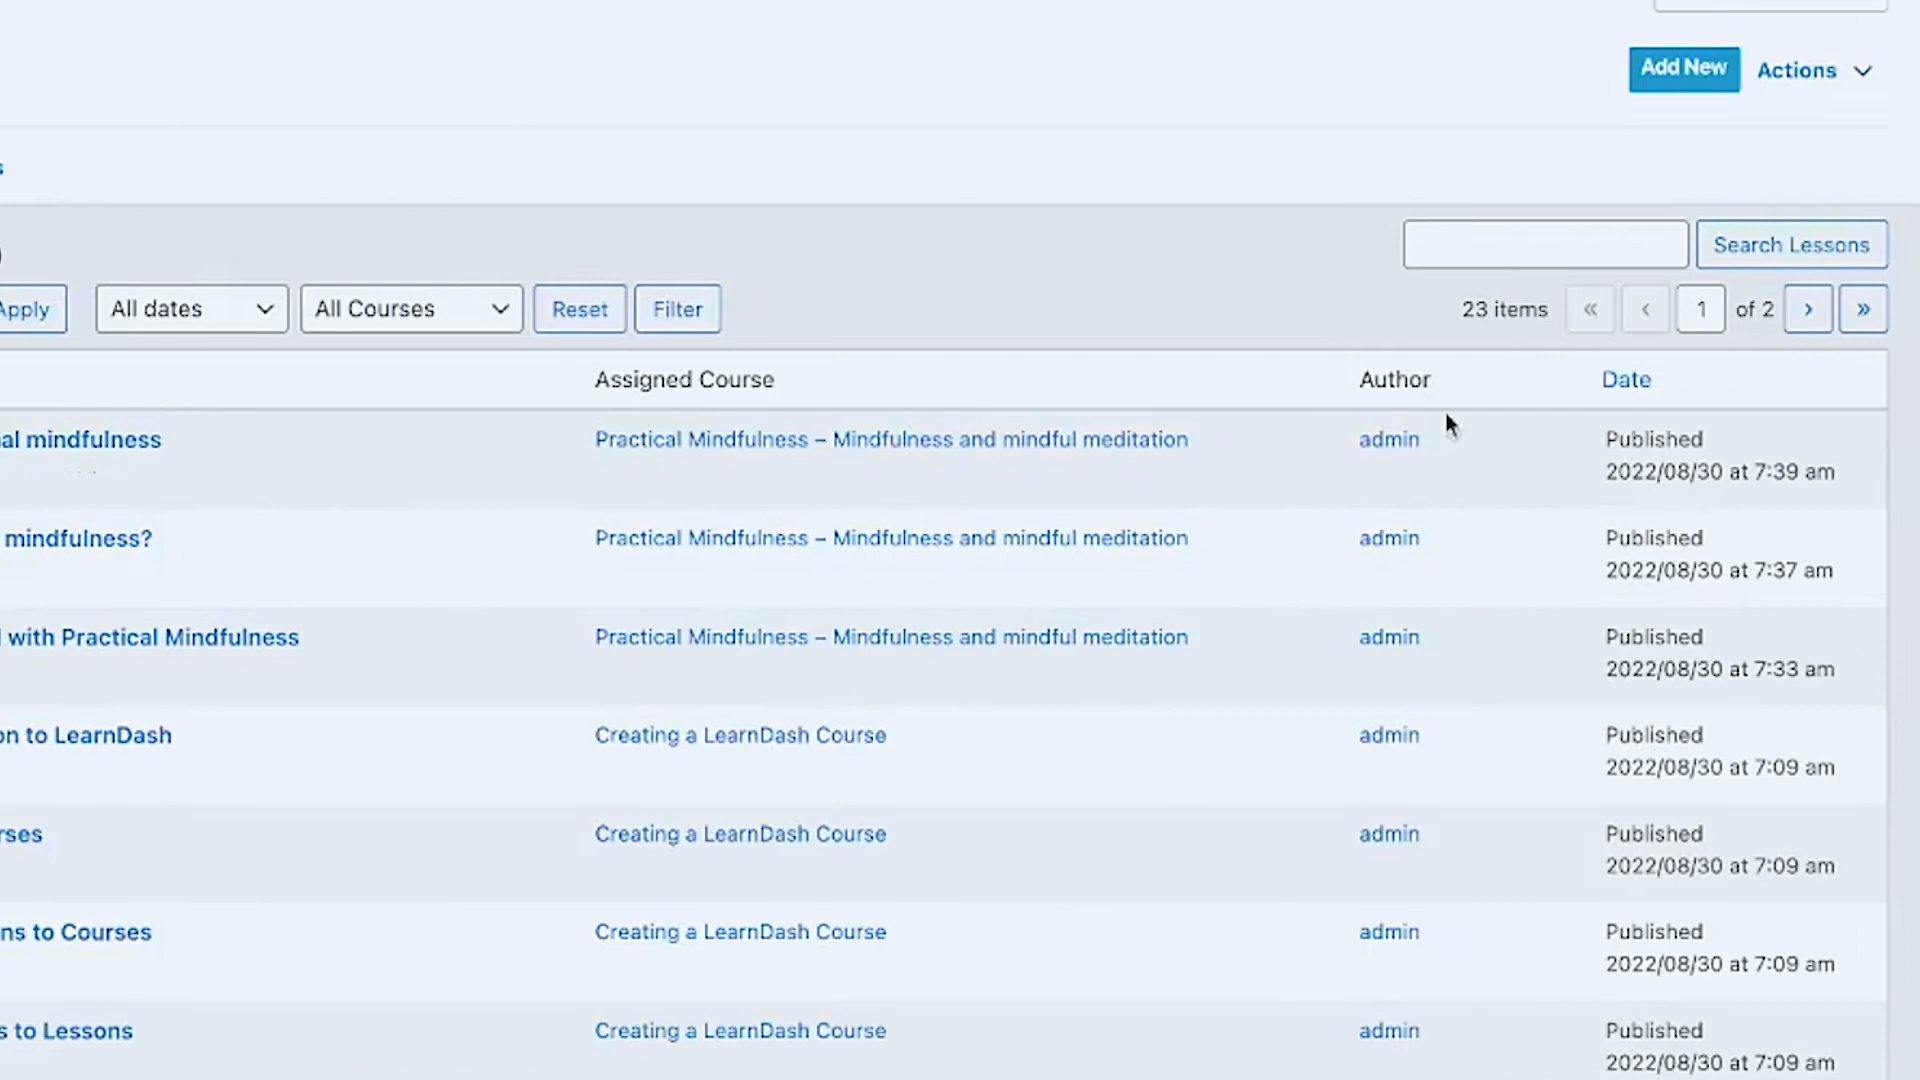 Add New Actions
Search Lessons
Apply All dates All Courses Reset Filter 23 items « ‹ 1 of 2 › »
Assigned Course Author Date
al mindfulness Practical Mindfulness – Mindfulness and mindful meditation admin Published
2022/08/30 at 7:39 am
mindfulness? Practical Mindfulness – Mindfulness and mindful meditation admin Published
2022/08/30 at 7:37 am
with Practical Mindfulness Practical Mindfulness – Mindfulness and mindful meditation admin Published
2022/08/30 at 7:33 am
on to LearnDash Creating a LearnDash Course admin Published
2022/08/30 at 7:09 am
rses Creating a LearnDash Course admin Published
2022/08/30 at 7:09 am
ns to Courses Creating a LearnDash Course admin Published
2022/08/30 at 7:09 am
s to Lessons Creating a LearnDash Course admin Published
2022/08/30 at 7:09 am